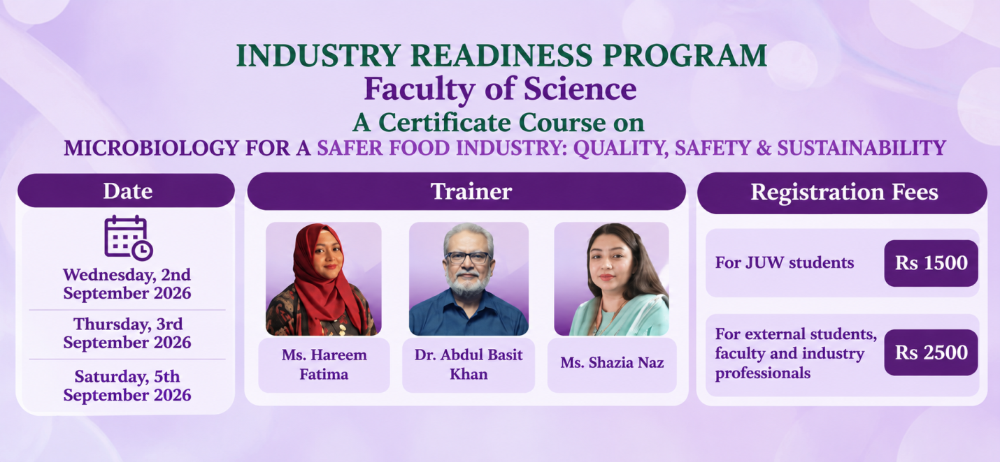 INDUSTRY READINESS PROGRAM
Faculty of Science
A Certificate Course on
MICROBIOLOGY FOR A SAFER FOOD INDUSTRY: QUALITY, SAFETY & SUSTAINABILITY
Date
Wednesday, 2nd
September 2026
Thursday, 3rd
September 2026
Saturday, 5th
September 2026
Trainer
Ms. Hareem
Fatima
Dr. Abdul Basit
Khan
Ms. Shazia Naz
Registration Fees
For JUW students
Rs 1500
For external students,
faculty and industry
professionals
Rs 2500